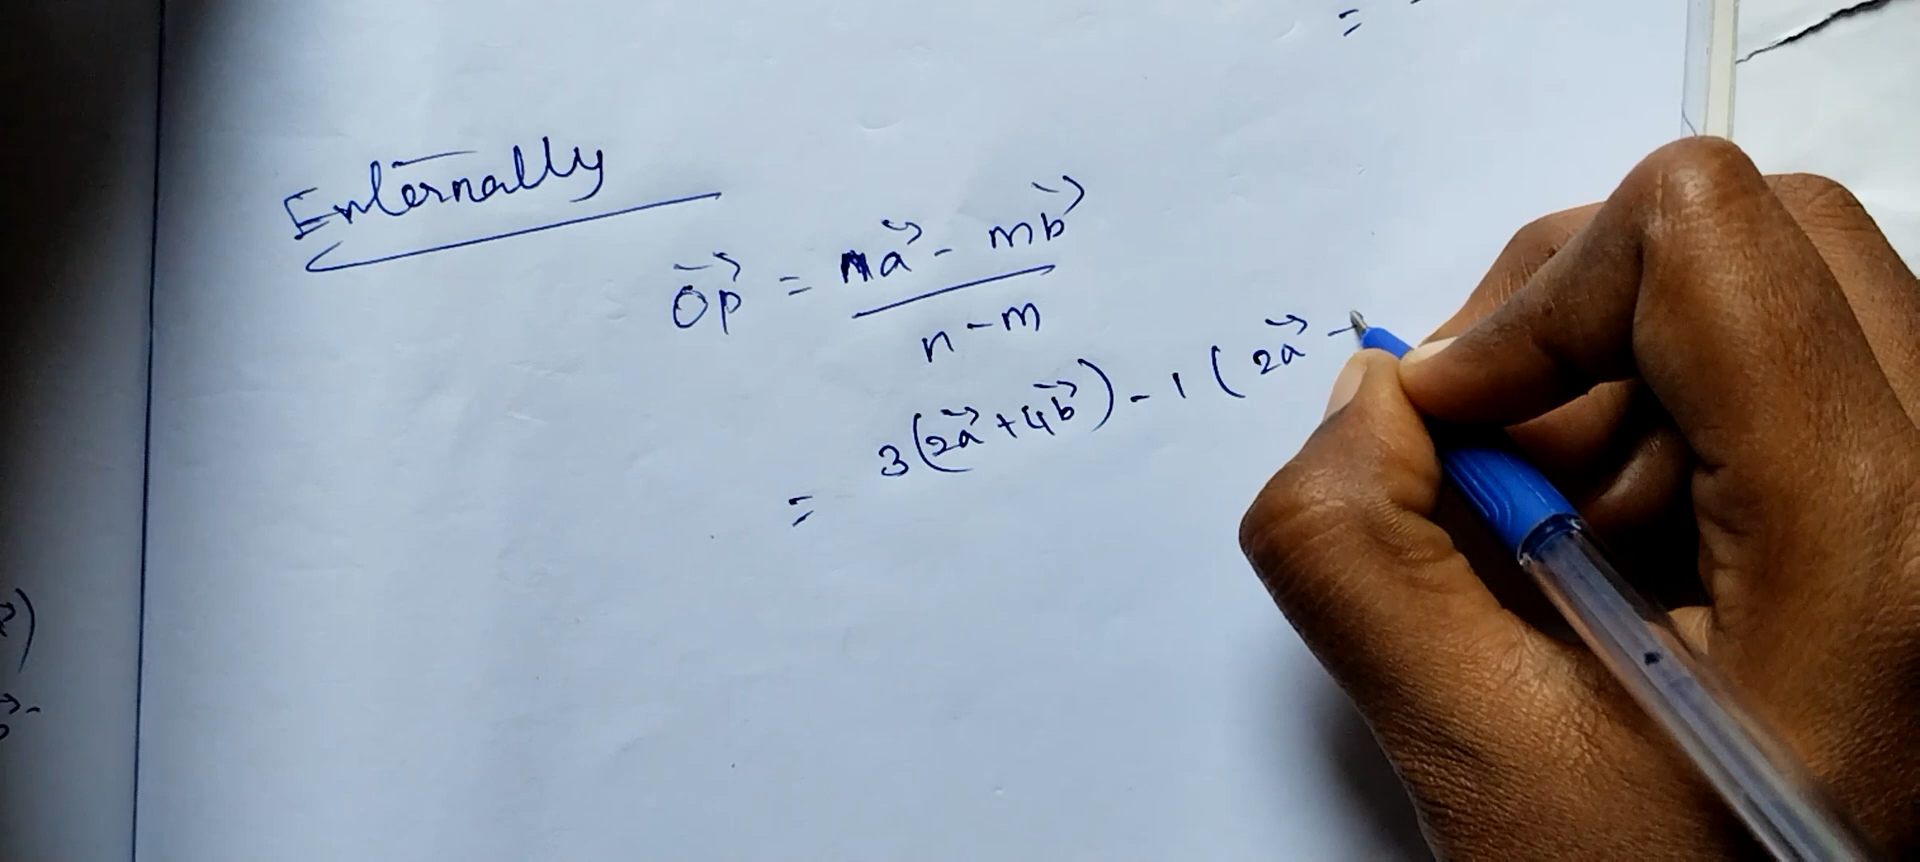 =
Externally
OP⃗ = (na⃗ - mb⃗) / (n - m)
= 3(2a⃗ + 4b⃗) - 1(2a⃗ -